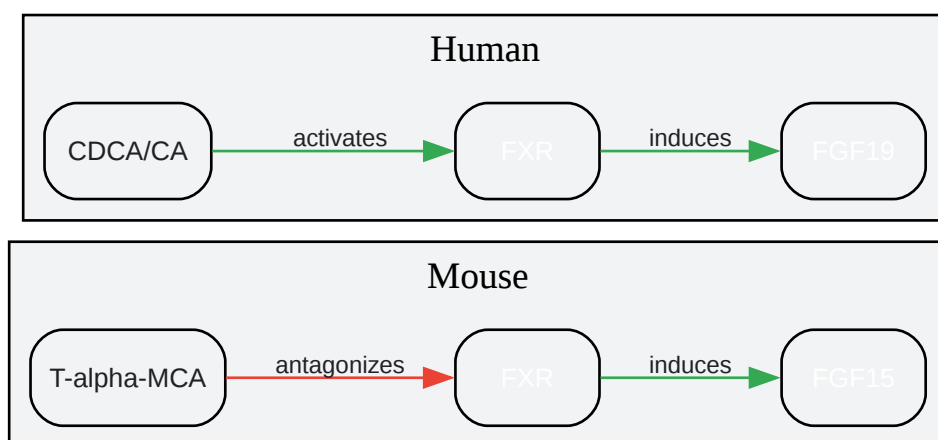 Human
CDCA/CA activates FXR induces FGF19
Mouse
T-alpha-MCA antagonizes FXR induces FGF15